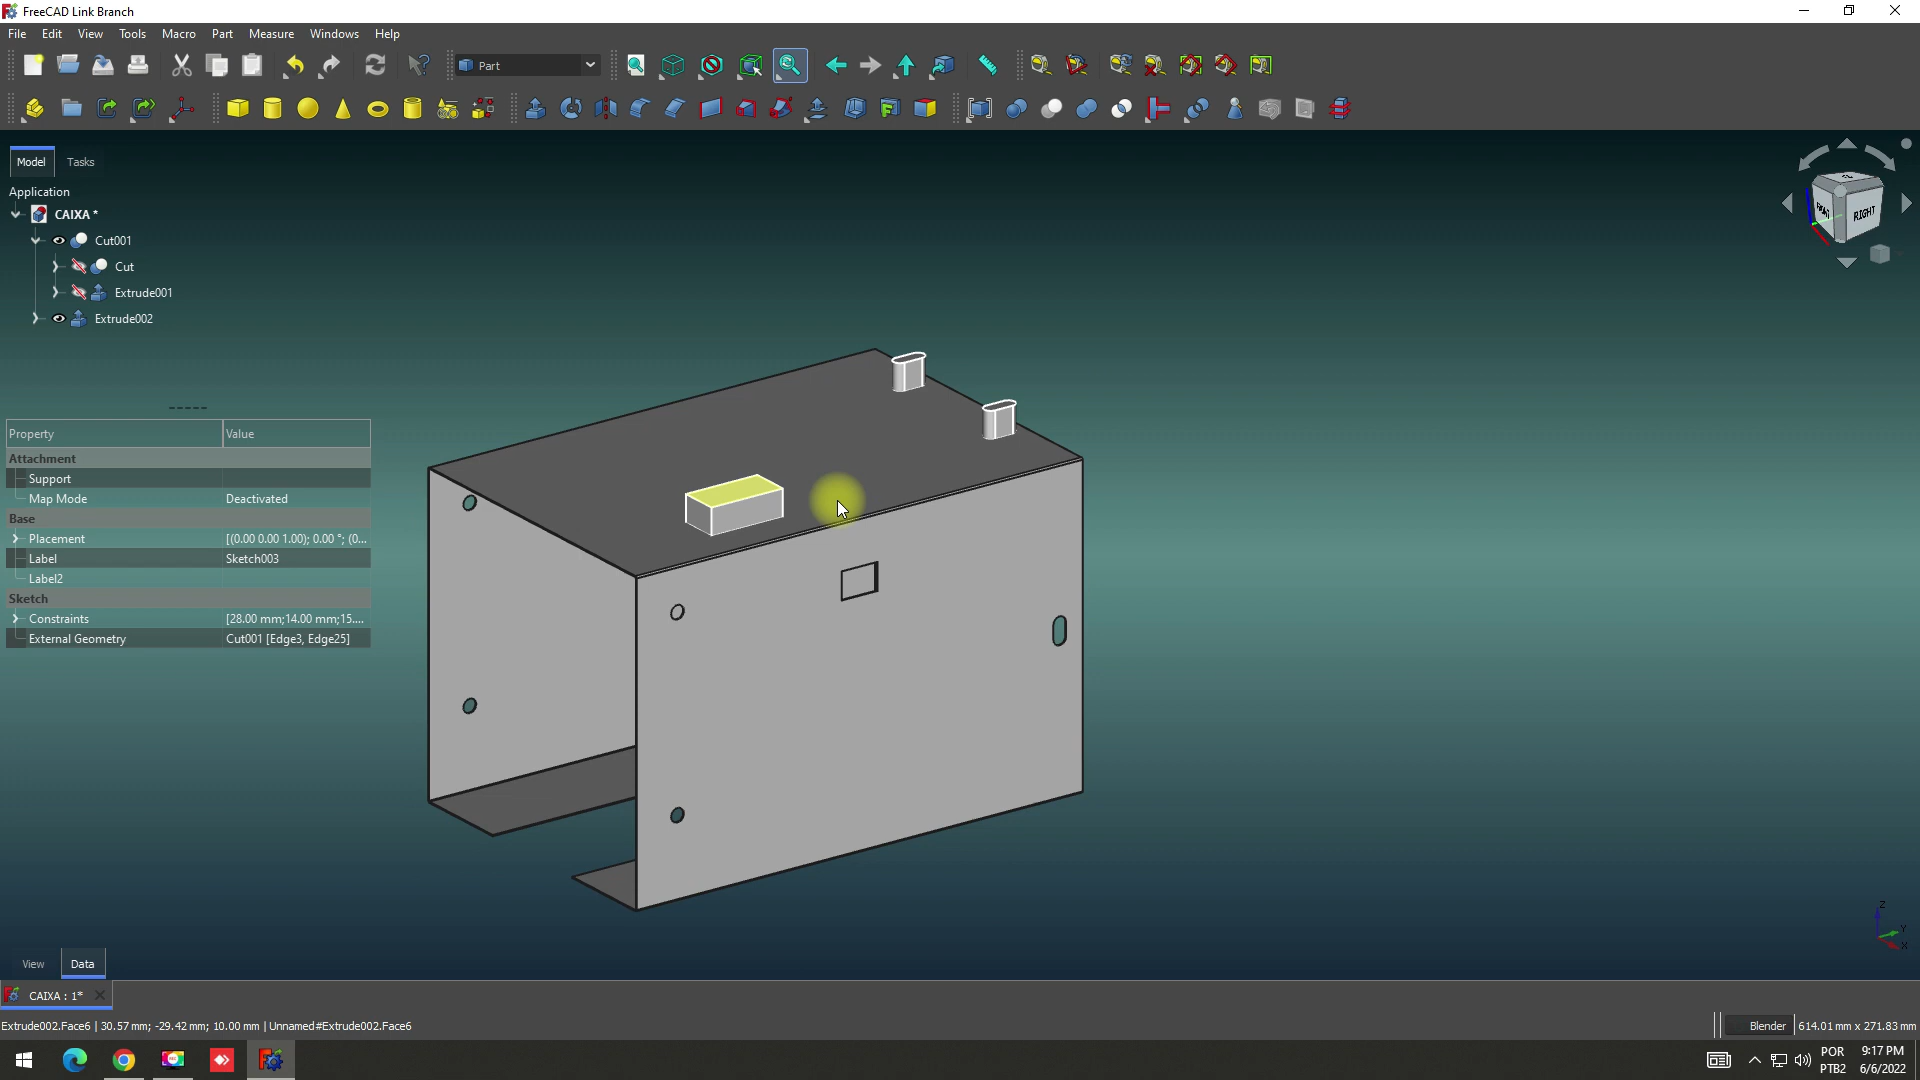 FreeCAD Link Branch
File Edit View Tools Macro Part Measure Windows Help
Part
Model Tasks
Application
CAIXA *
Cut001
Cut
Extrude001
Extrude002
Property Value
Attachment
Support
Map Mode Deactivated
Base
Placement [(0.00 0.00 1.00); 0.00 °; (0...
Label Sketch003
Label2
Sketch
Constraints [28.00 mm;14.00 mm;15....
External Geometry Cut001 [Edge3, Edge25]
RIGHT
Z
Y
X
View Data
CAIXA : 1*
Extrude002.Face6 | 30.57 mm; -29.42 mm; 10.00 mm | Unnamed#Extrude002.Face6
Blender 614.01 mm x 271.83 mm
POR 9:17 PM
PTB2 6/6/2022